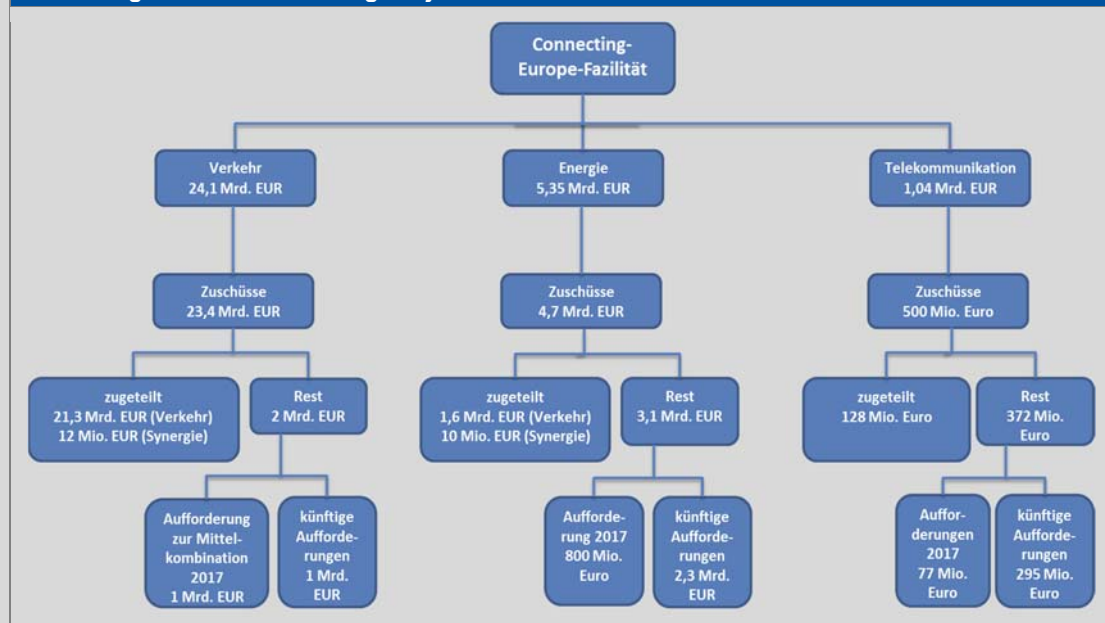 Connecting-
Europe-Fazilität
Verkehr
24,1 Mrd. EUR
Energie
5,35 Mrd. EUR
Telekommunikation
1,04 Mrd. EUR
Zuschüsse
23,4 Mrd. EUR
Zuschüsse
4,7 Mrd. EUR
Zuschüsse
500 Mio. Euro
zugeteilt
21,3 Mrd. EUR (Verkehr)
12 Mio. EUR (Synergie)
Rest
2 Mrd. EUR
zugeteilt
1,6 Mrd. EUR (Verkehr)
10 Mio. EUR (Synergie)
Rest
3,1 Mrd. EUR
zugeteilt
128 Mio. Euro
Rest
372 Mio.
Euro
Aufforderung
zur Mittel-
kombination
2017
1 Mrd. EUR
künftige
Aufforde-
rungen
1 Mrd.
EUR
Aufforde-
rung 2017
800 Mio.
Euro
künftige
Aufforde-
rungen
2,3 Mrd.
EUR
Auffor-
derungen
2017
77 Mio.
Euro
künftige
Aufforde-
rungen
295 Mio.
Euro